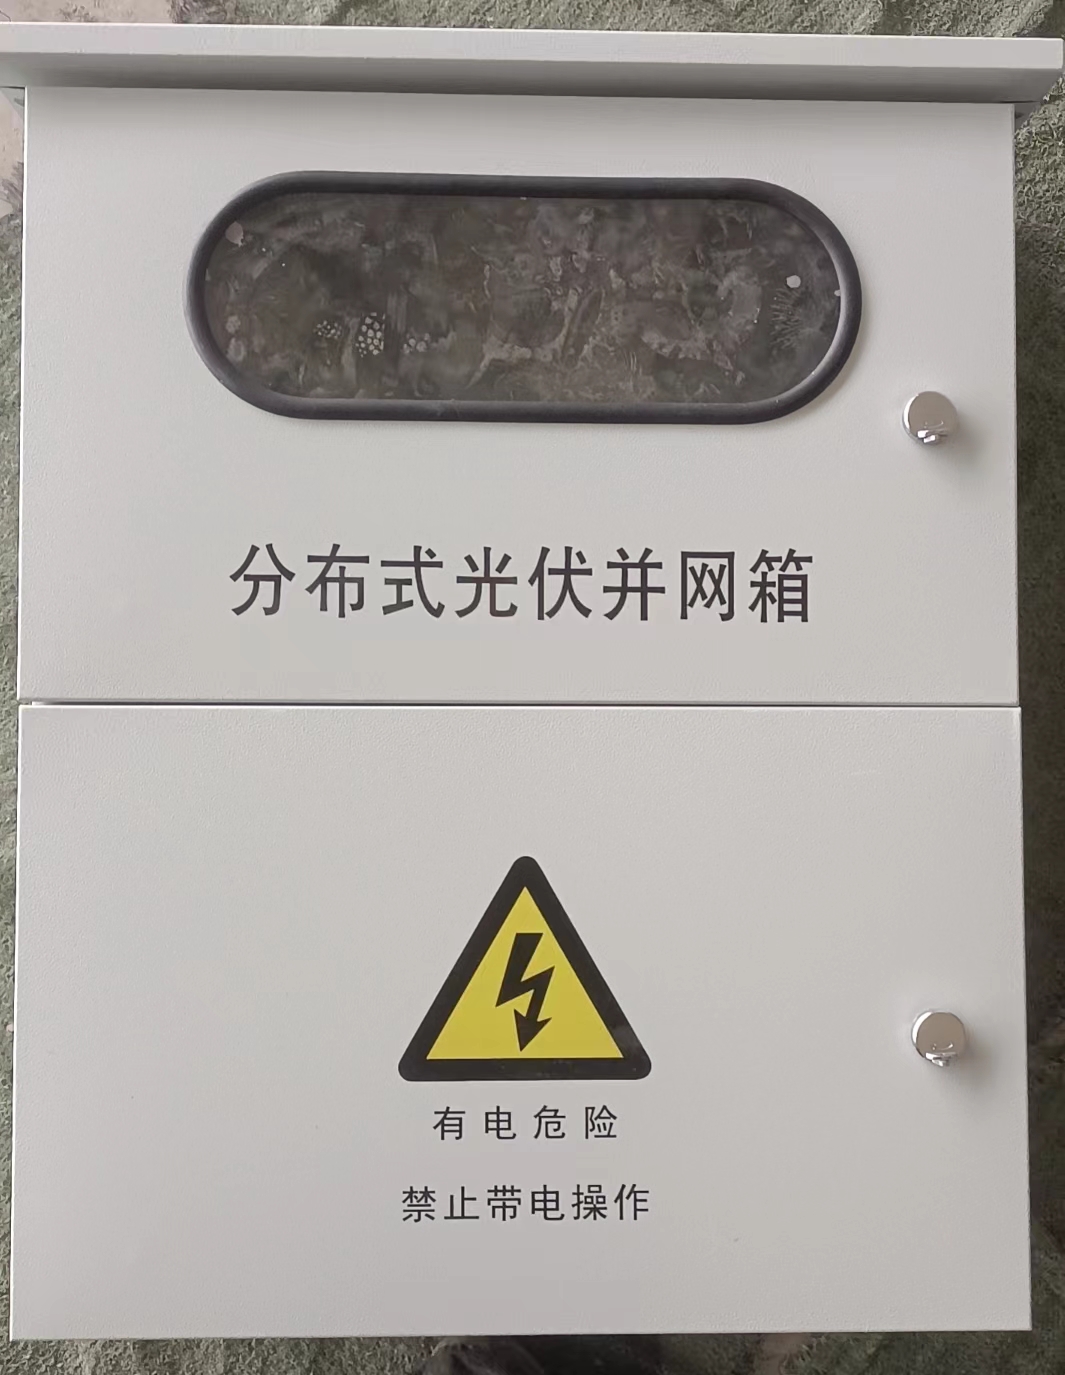 分布式光伏并网箱
有电危险
禁止带电操作